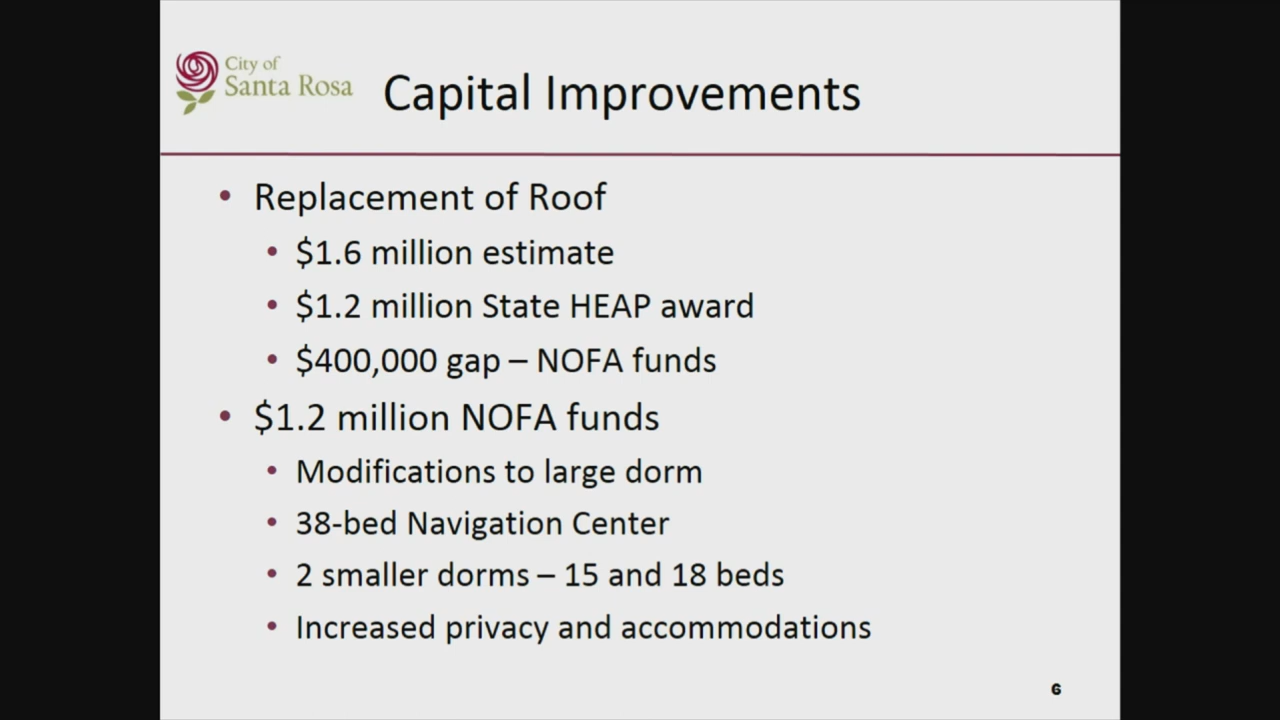 City of
Santa Rosa
Capital Improvements
• Replacement of Roof
• $1.6 million estimate
• $1.2 million State HEAP award
• $400,000 gap – NOFA funds
• $1.2 million NOFA funds
• Modifications to large dorm
• 38-bed Navigation Center
• 2 smaller dorms – 15 and 18 beds
• Increased privacy and accommodations
6